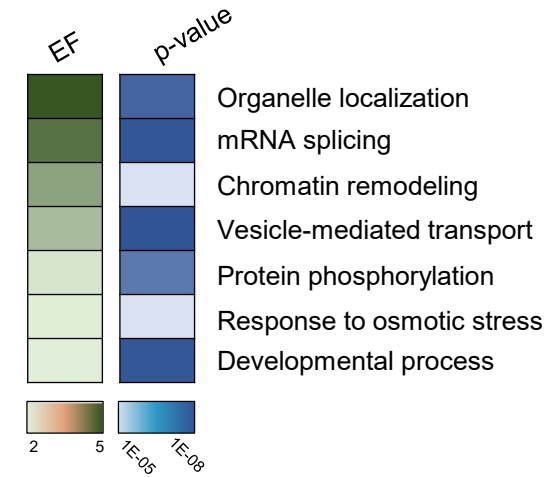 EF p-value
Organelle localization
mRNA splicing
Chromatin remodeling
Vesicle-mediated transport
Protein phosphorylation
Response to osmotic stress
Developmental process
2 5 1E-05 1E-08